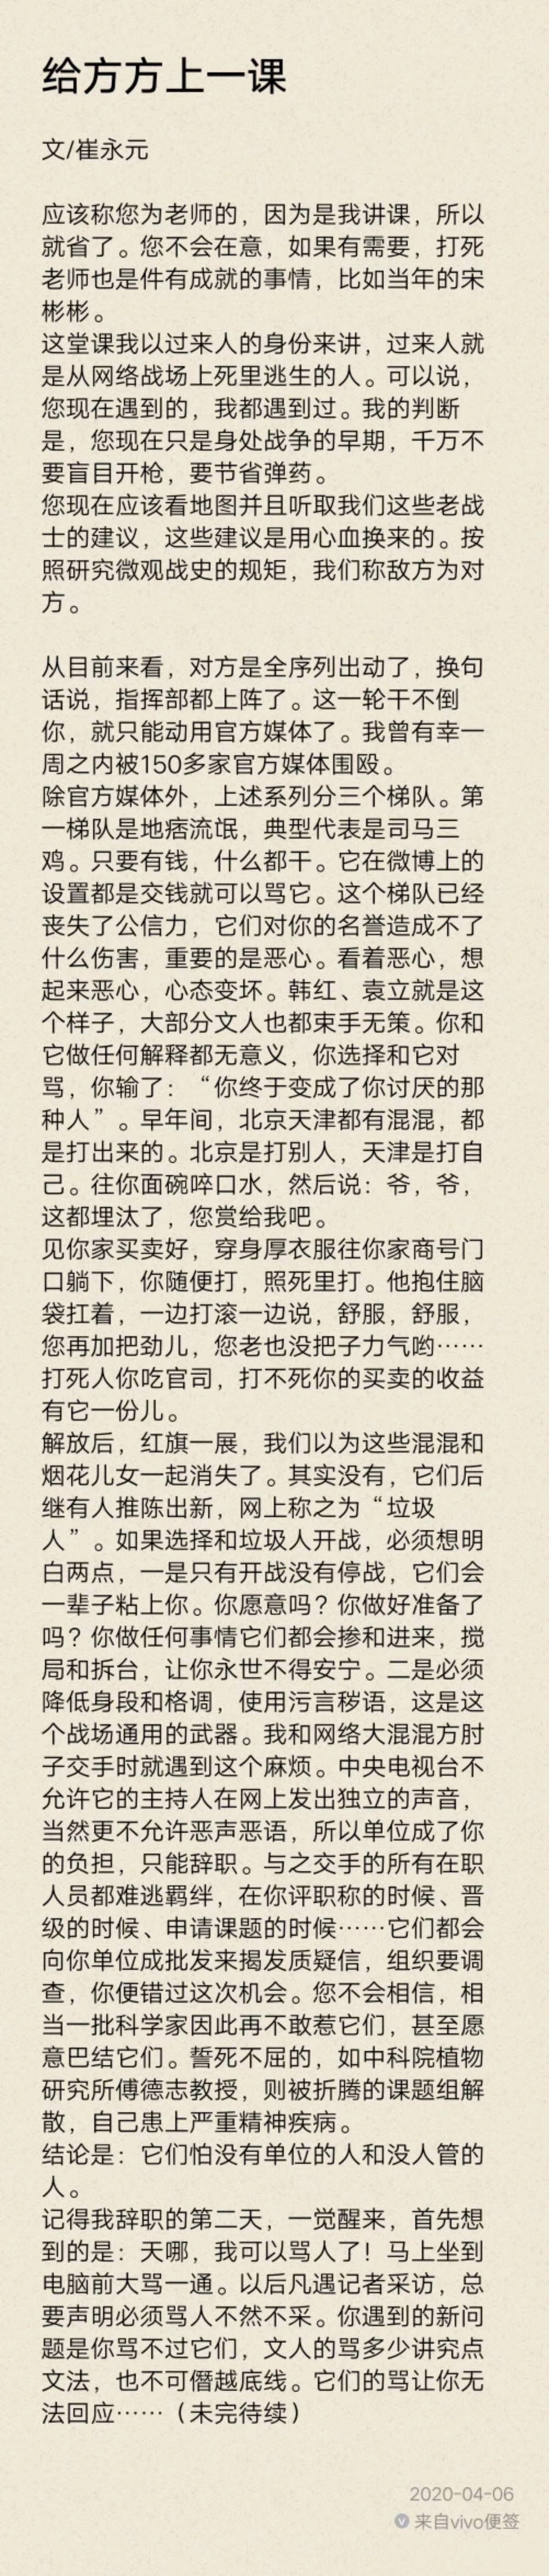 给方方上一课
文/崔永元
应该称您为老师的，因为是我讲课，所以
就省了。您不会在意，如果有需要，打死
老师也是件有成就的事情，比如当年的宋
彬彬。
这堂课我以过来人的身份来讲，过来人就
是从网络战场上死里逃生的人。可以说，
您现在遇到的，我都遇到过。我的判断
是，您现在只是身处战争的早期，千万不
要盲目开枪，要节省弹药。
您现在应该看地图并且听取我们这些老战
士的建议，这些建议是用心血换来的。按
照研究微观战史的规矩，我们称敌方为对
方。
从目前来看，对方是全序列出动了，换句
话说，指挥部都上阵了。这一轮干不倒
你，就只能动用官方媒体了。我曾有幸一
周之内被150多家官方媒体围殴。
除官方媒体外，上述系列分三个梯队。第
一梯队是地痞流氓，典型代表是司马三
鸡。只要有钱，什么都干。它在微博上的
设置都是交钱就可以骂它。这个梯队已经
丧失了公信力，它们对你的名誉造成不了
什么伤害，重要的是恶心。看着恶心，想
起来恶心，心态变坏。韩红、袁立就是这
个样子，大部分文人也都束手无策。你和
它做任何解释都无意义，你选择和它对
骂，你输了：“你终于变成了你讨厌的那
种人”。早年间，北京天津都有混混，都
是打出来的。北京是打别人，天津是打自
己。往你面碗啐口水，然后说：爷，爷，
这都埋汰了，您赏给我吧。
见你家买卖好，穿身厚衣服往你家商号门
口躺下，你随便打，照死里打。他抱住脑
袋扛着，一边打滚一边说，舒服，舒服，
您再加把劲儿，您老也没把子力气哟……
打死人你吃官司，打不死你的买卖的收益
有它一份儿。
解放后，红旗一展，我们以为这些混混和
烟花儿女一起消失了。其实没有，它们后
继有人推陈出新，网上称之为“垃圾
人”。如果选择和垃圾人开战，必须想明
白两点，一是只有开战没有停战，它们会
一辈子粘上你。你愿意吗？你做好准备了
吗？你做任何事情它们都会掺和进来，搅
局和拆台，让你永世不得安宁。二是必须
降低身段和格调，使用污言秽语，这是这
个战场通用的武器。我和网络大混混方肘
子交手时就遇到这个麻烦。中央电视台不
允许它的主持人在网上发出独立的声音，
当然更不允许恶声恶语，所以单位成了你
的负担，只能辞职。与之交手的所有在职
人员都难逃羁绊，在你评职称的时候、晋
级的时候、申请课题的时候……它们都会
向你单位成批发来揭发质疑信，组织要调
查，你便错过这次机会。您不会相信，相
当一批科学家因此再不敢惹它们，甚至愿
意巴结它们。誓死不屈的，如中科院植物
研究所傅德志教授，则被折腾的课题组解
散，自己患上严重精神疾病。
结论是：它们怕没有单位的人和没人管的
人。
记得我辞职的第二天，一觉醒来，首先想
到的是：天哪，我可以骂人了！马上坐到
电脑前大骂一通。以后凡遇记者采访，总
要声明必须骂人不然不采。你遇到的新问
题是你骂不过它们，文人的骂多少讲究点
文法，也不可僭越底线。它们的骂让你无
法回应……（未完待续）
2020-04-06
来自vivo便签